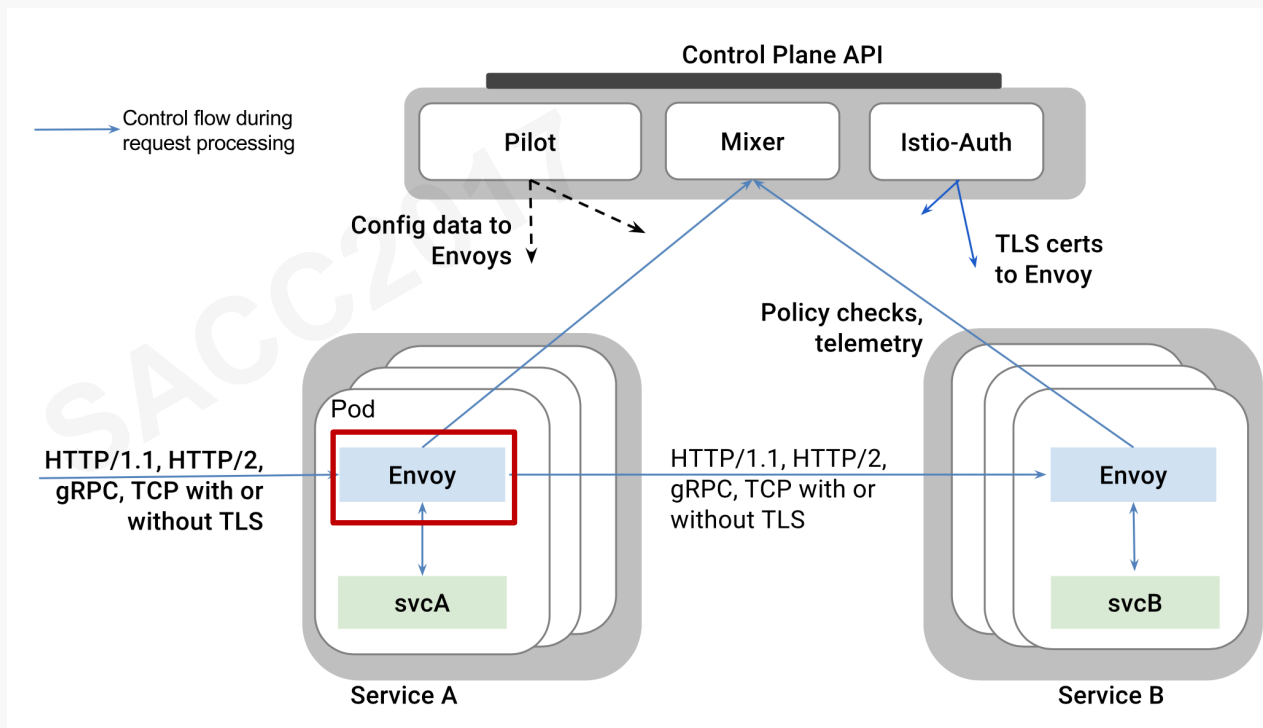 Control Plane API
Control flow during
request processing
Pilot
Mixer
Istio-Auth
Config data to
Envoys
TLS certs
to Envoy
Policy checks,
telemetry
SACC2017
Pod
HTTP/1.1, HTTP/2,
gRPC, TCP with or
without TLS
Envoy
HTTP/1.1, HTTP/2,
gRPC, TCP with or
without TLS
Envoy
svcA
svcB
Service A
Service B